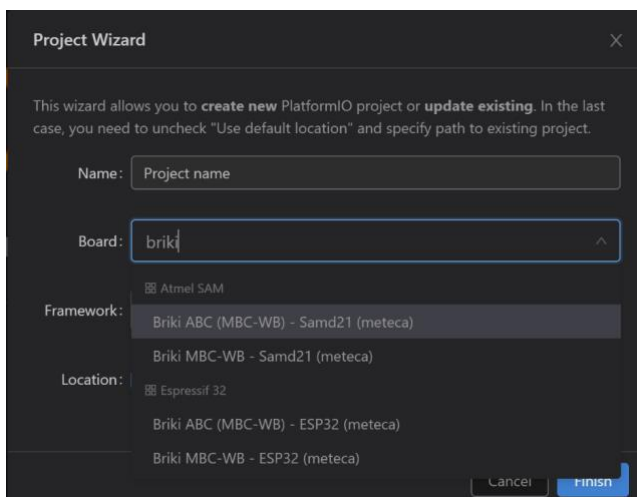 Project Wizard
This wizard allows you to create new PlatformIO project or update existing. In the last
case, you need to uncheck "Use default location" and specify path to existing project.
Name: Project name
Board: briki
Atmel SAM
Framework:
Briki ABC (MBC-WB) - Samd21 (meteca)
Briki MBC-WB - Samd21 (meteca)
Location:
Espressif 32
Briki ABC (MBC-WB) - ESP32 (meteca)
Briki MBC-WB - ESP32 (meteca)
Cancel Finish